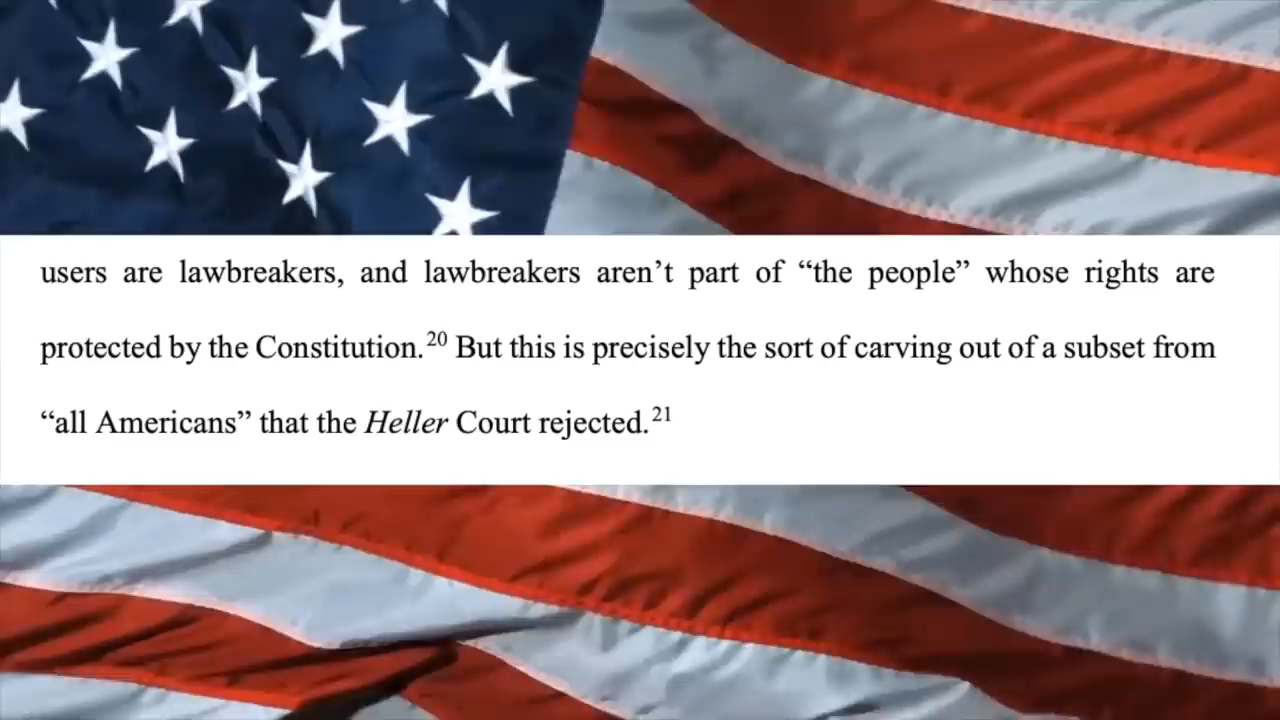 users are lawbreakers, and lawbreakers aren’t part of “the people” whose rights are
protected by the Constitution.20 But this is precisely the sort of carving out of a subset from
“all Americans” that the Heller Court rejected.21